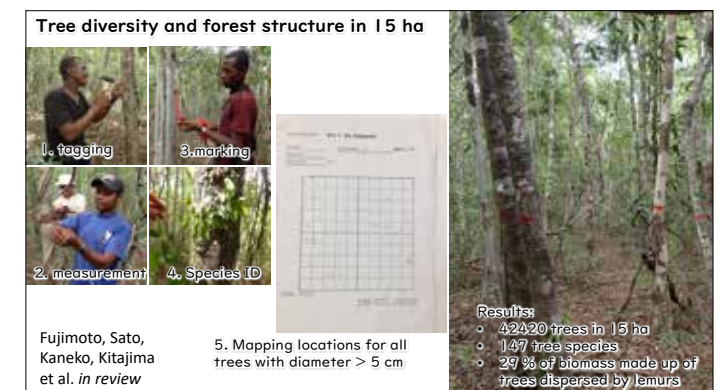 Tree diversity and forest structure in 15 ha
1. tagging
3.marking
2. measurement
4. Species ID
Fujimoto, Sato,
Kaneko, Kitajima
et al. in review
5. Mapping locations for all
trees with diameter > 5 cm
Results:
• 42420 trees in 15 ha
• 147 tree species
• 29 % of biomass made up of
trees dispersed by lemurs